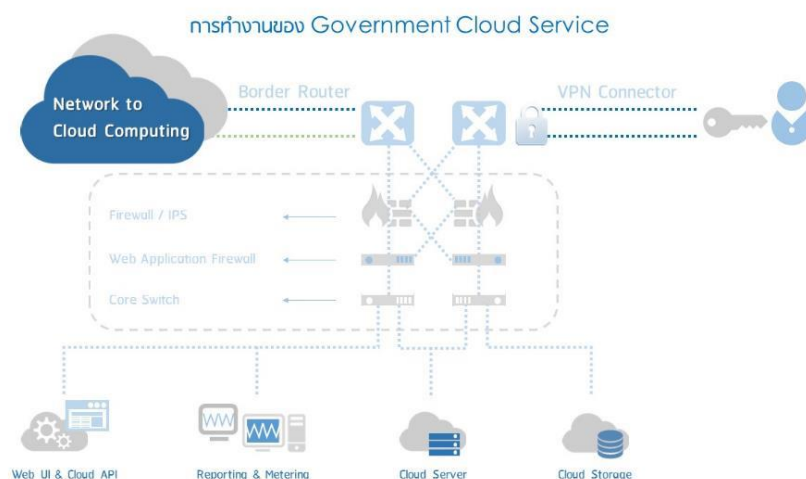 การทำงานของ Government Cloud Service
Network to
Cloud Computing
Border Router
VPN Connector
Firewall / IPS
Web Application Firewall
Core Switch
Web UI & Cloud API
Reporting & Metering
Cloud Server
Cloud Storage